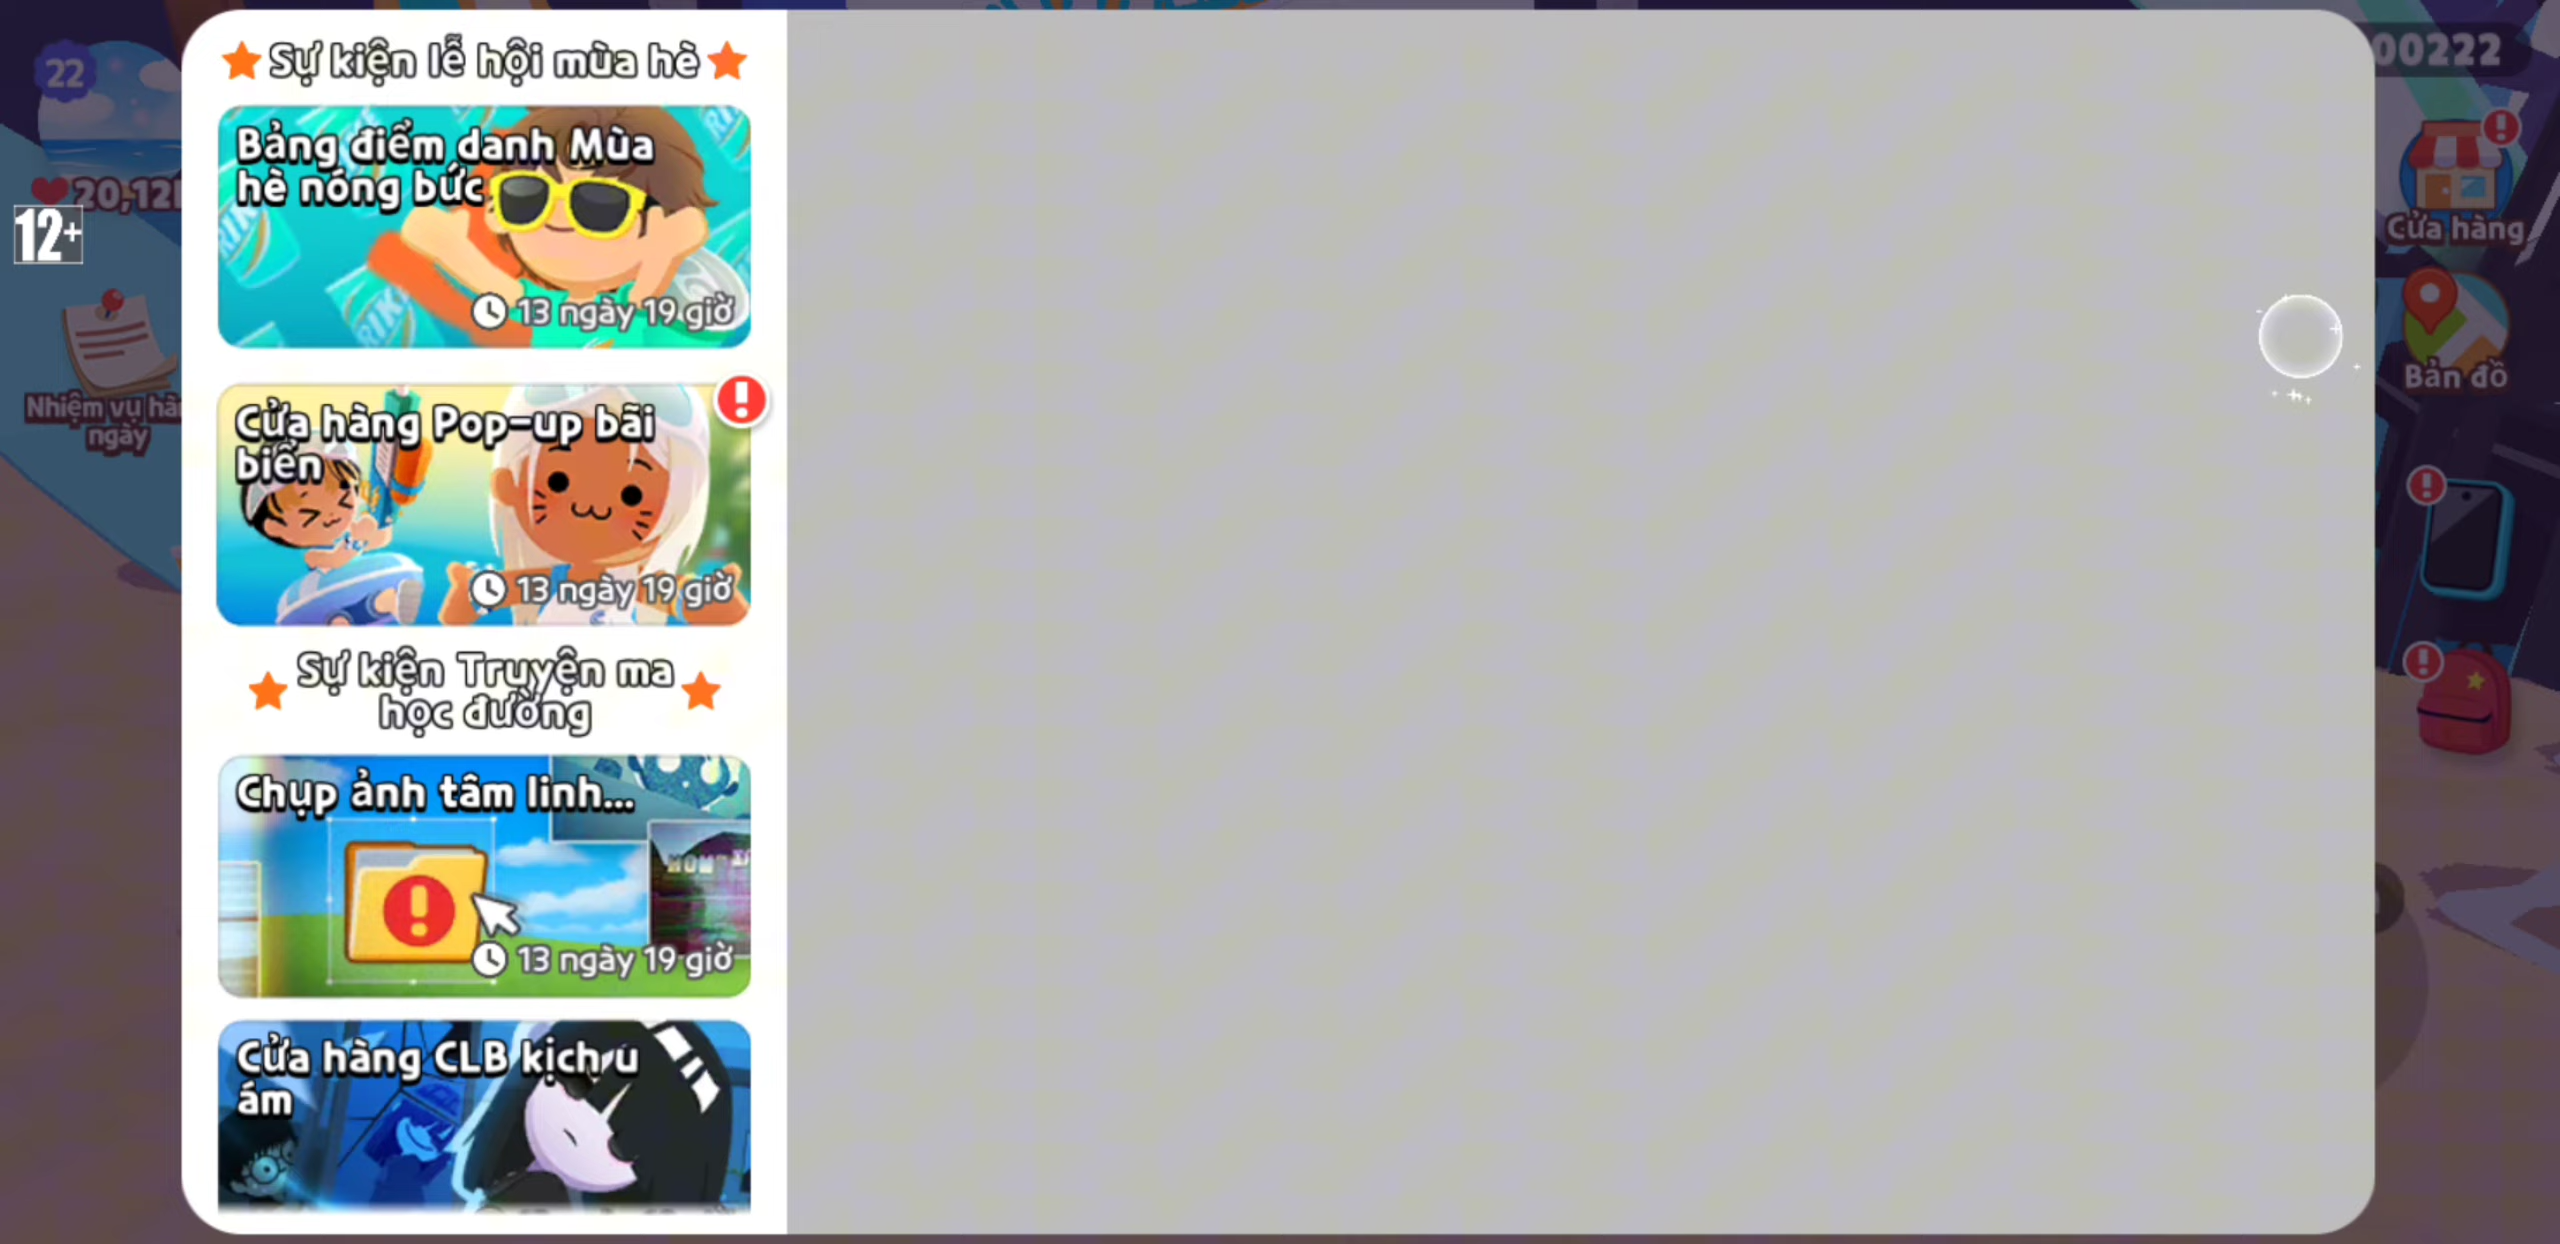 22
00222
20,12
12+
Nhiệm vụ hà
ngày
Sự kiện lễ hội mùa hè
Bảng điểm danh Mùa
hè nóng bức
13 ngày 19 giờ
Cửa hàng Pop-up bãi
biển
13 ngày 19 giờ
Sự kiện Truyện ma
học đường
Chụp ảnh tâm linh...
13 ngày 19 giờ
Cửa hàng CLB kịch u
ám
Cửa hàng
Bản đồ